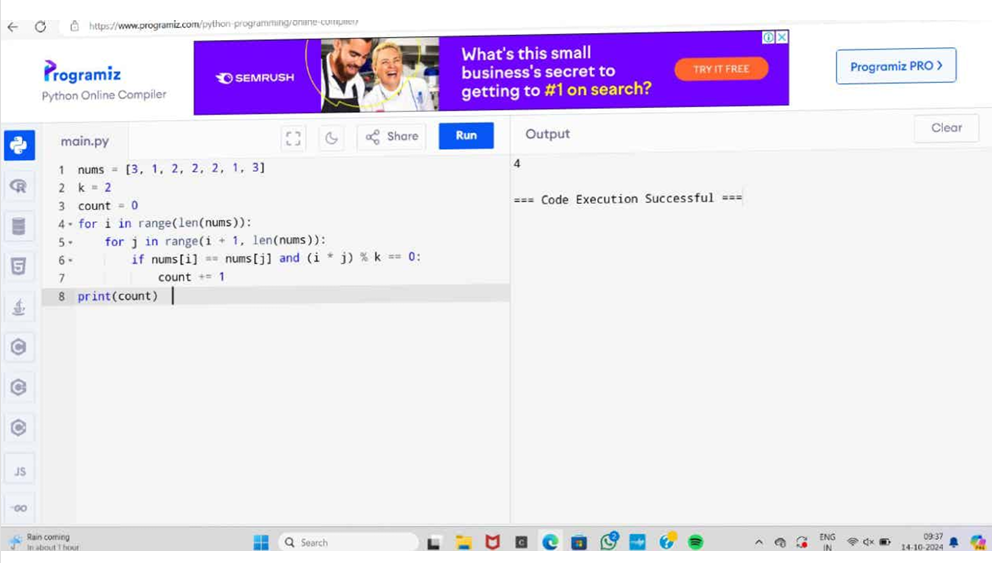 https://www.programiz.com/python-programming/online-compiler/
Programiz
Python Online Compiler
SEMRUSH
What's this small
business's secret to
getting to #1 on search?
TRY IT FREE
Programiz PRO >
main.py
Share
Run
Output
Clear
1 nums = [3, 1, 2, 2, 2, 1, 3]
2 k = 2
3 count = 0
4 for i in range(len(nums)):
5 for j in range(i + 1, len(nums)):
6 if nums[i] == nums[j] and (i * j) % k == 0:
7 count += 1
8 print(count)
4
=== Code Execution Successful ===
JS
GO
Rain coming
In about 1 hour
Search
ENG
IN
09:37
14-10-2024